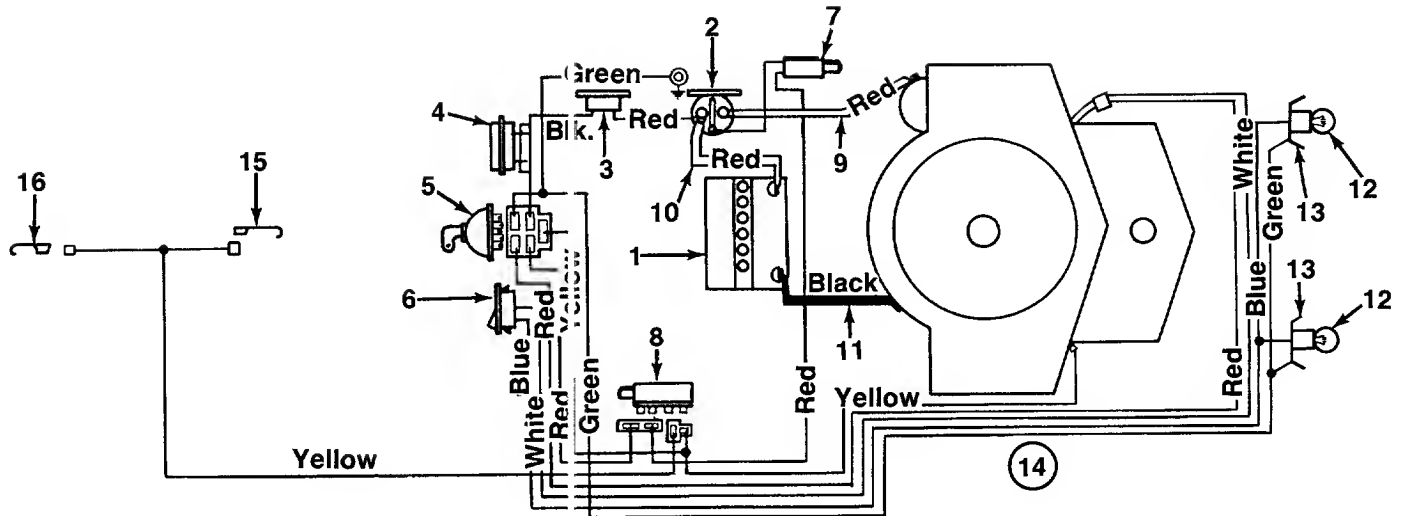 7
2
Green
Red
4
Blk.
Red
3
9
White
12
15
5
16
Red
10
13
Green
1
Black
Blue
13
6
Yellow
Red
11
12
Blue
8
Red
Red
White
Red
Green
Yellow
Yellow
14